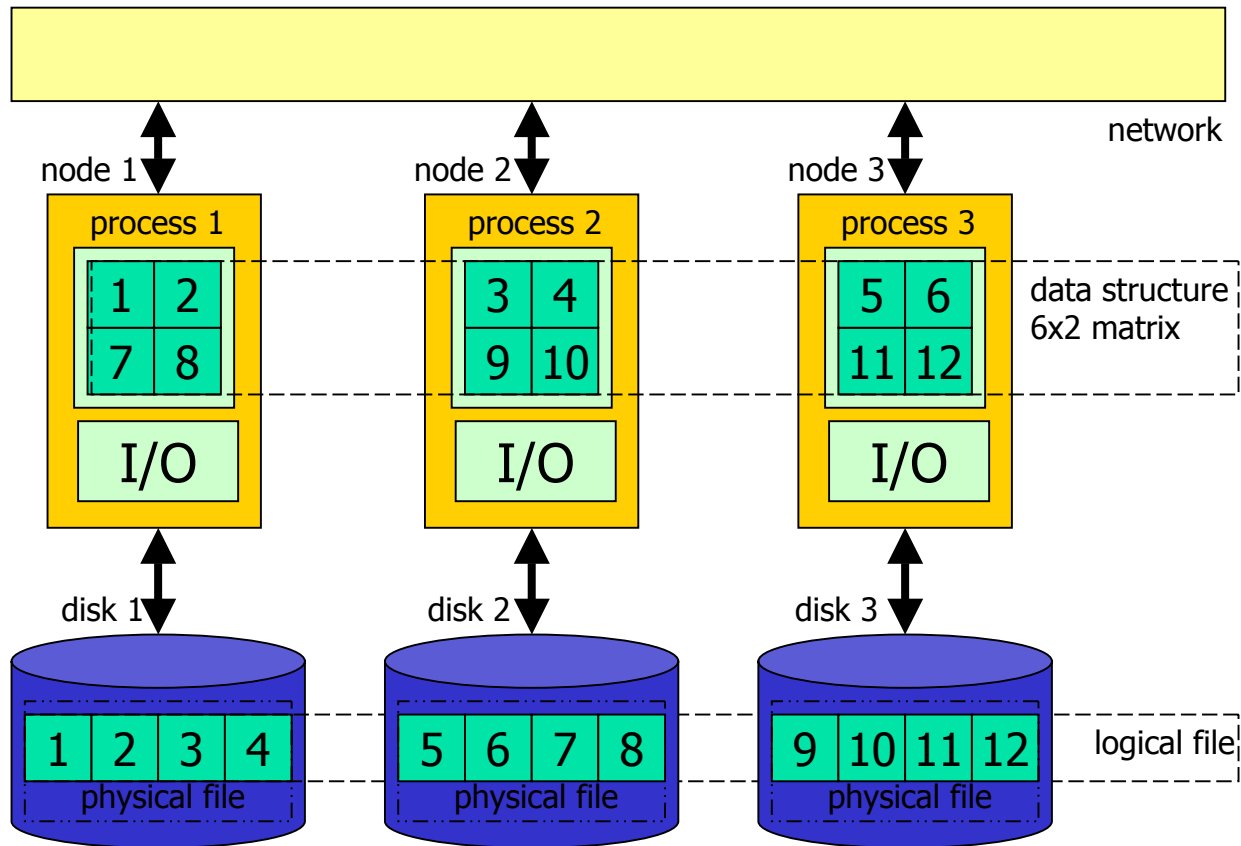 network
node 1 node 2 node 3
process 1 process 2 process 3
1 2 3 4 5 6
data structure
6x2 matrix
7 8 9 10 11 12
I/O I/O I/O
disk 1 disk 2 disk 3
1 2 3 4 5 6 7 8 9 10 11 12
logical file
physical file physical file physical file